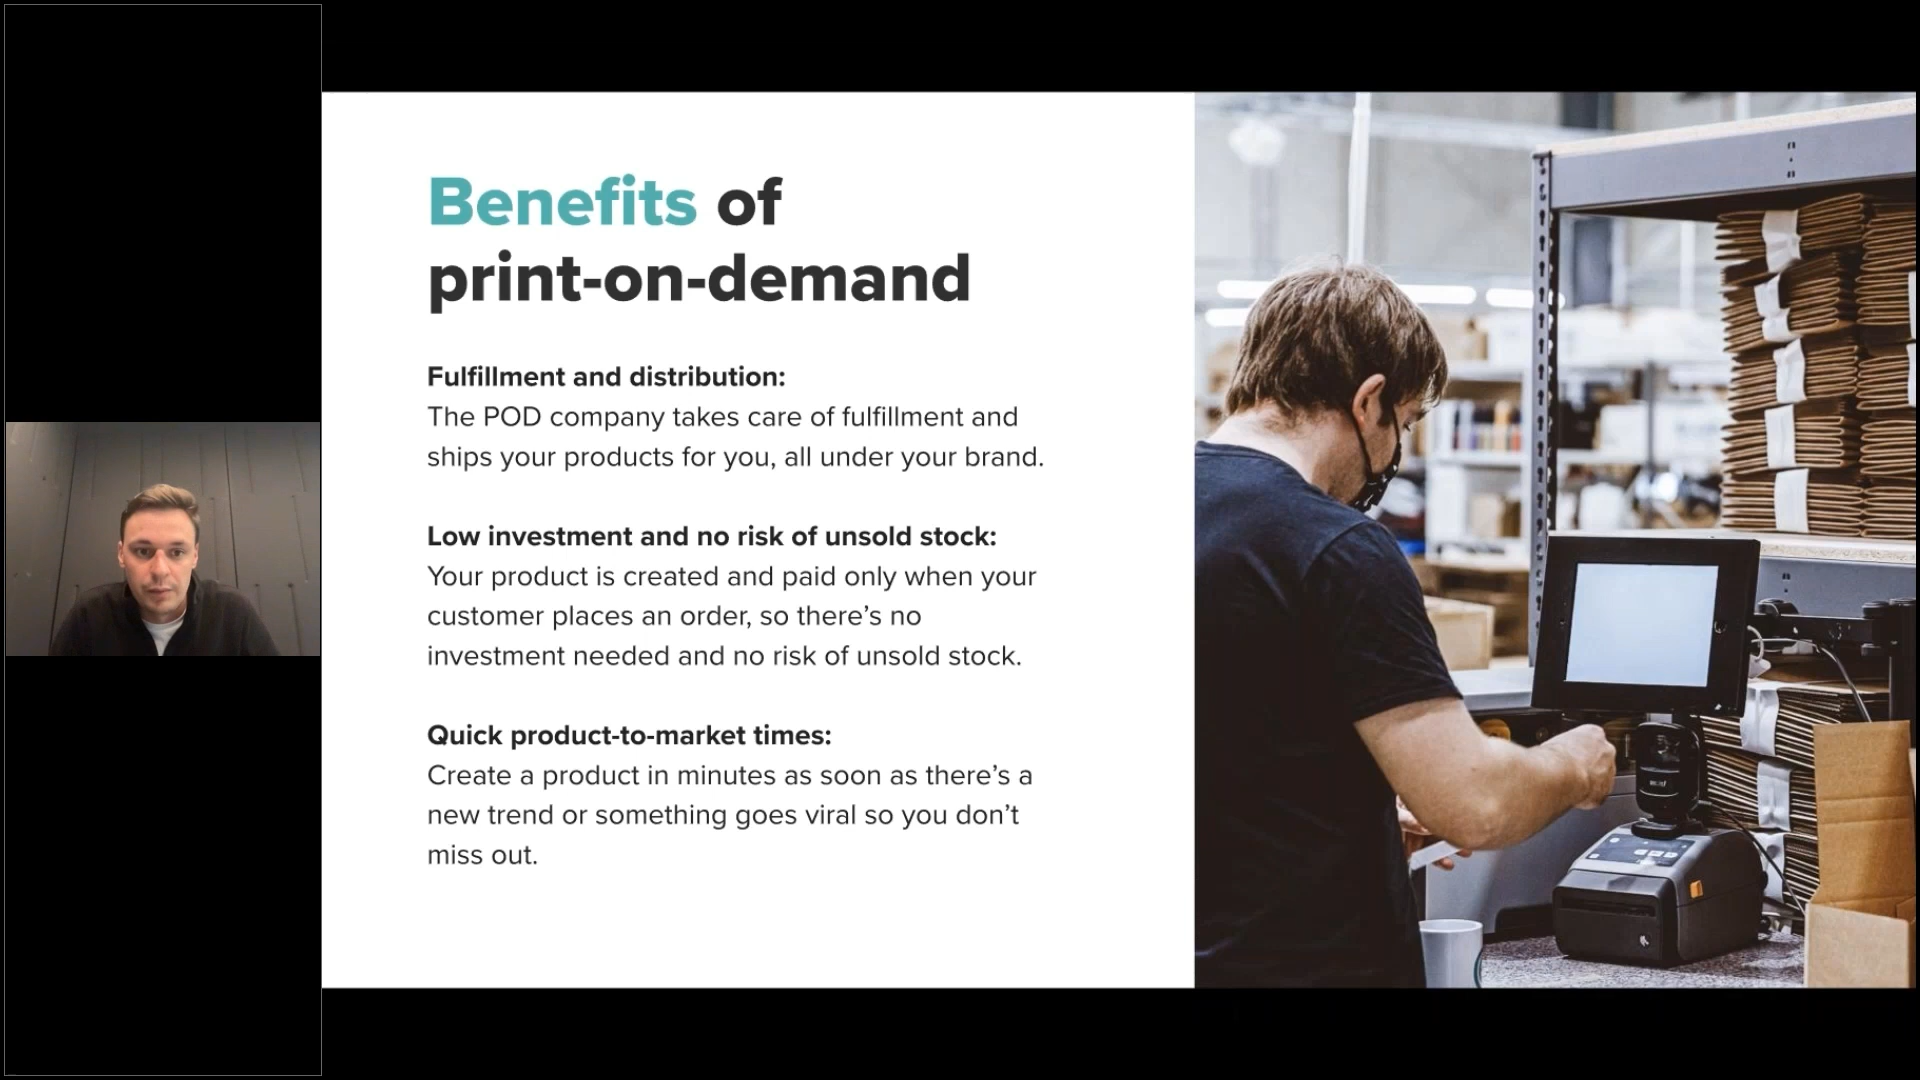 Benefits of
print-on-demand
Fulfillment and distribution:
The POD company takes care of fulfillment and
ships your products for you, all under your brand.
Low investment and no risk of unsold stock:
Your product is created and paid only when your
customer places an order, so there’s no
investment needed and no risk of unsold stock.
Quick product-to-market times:
Create a product in minutes as soon as there’s a
new trend or something goes viral so you don’t
miss out.